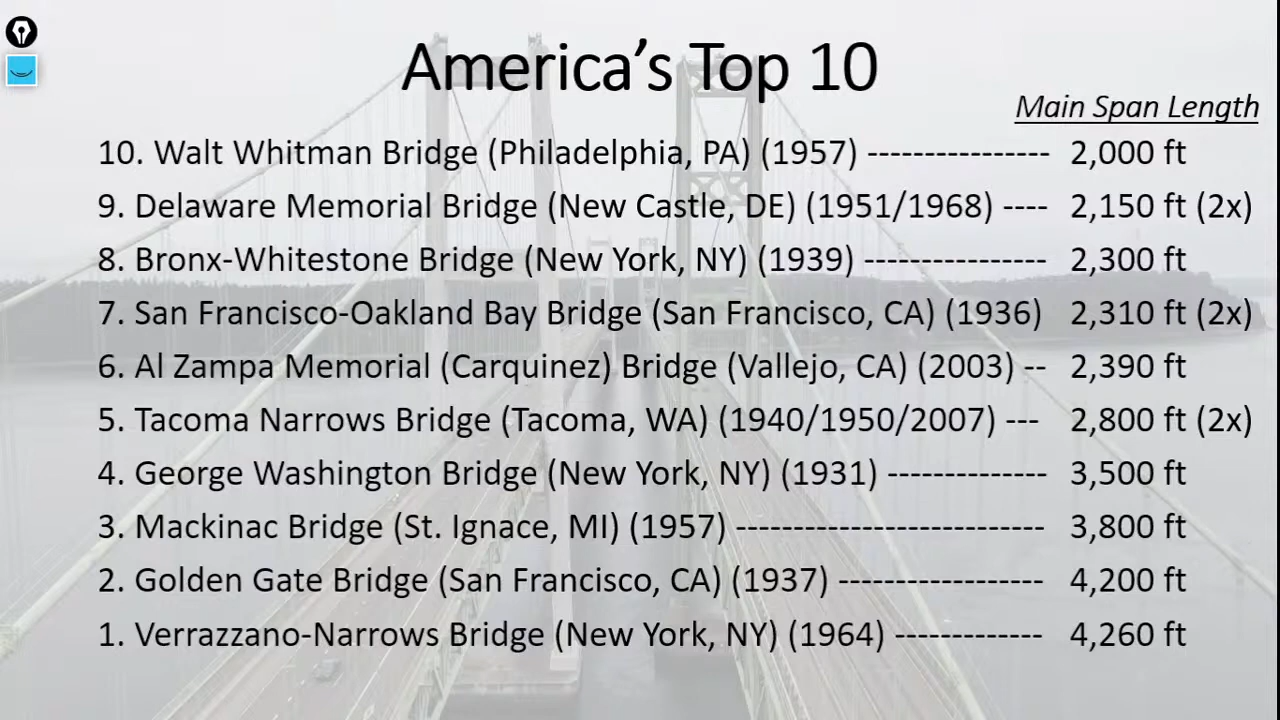 America's Top 10
Main Span Length
10. Walt Whitman Bridge (Philadelphia, PA) (1957) ---------------- 2,000 ft
9. Delaware Memorial Bridge (New Castle, DE) (1951/1968) ---- 2,150 ft (2x)
8. Bronx-Whitestone Bridge (New York, NY) (1939) ---------------- 2,300 ft
7. San Francisco-Oakland Bay Bridge (San Francisco, CA) (1936) 2,310 ft (2x)
6. Al Zampa Memorial (Carquinez) Bridge (Vallejo, CA) (2003) -- 2,390 ft
5. Tacoma Narrows Bridge (Tacoma, WA) (1940/1950/2007) --- 2,800 ft (2x)
4. George Washington Bridge (New York, NY) (1931) -------------- 3,500 ft
3. Mackinac Bridge (St. Ignace, MI) (1957) --------------------------- 3,800 ft
2. Golden Gate Bridge (San Francisco, CA) (1937) ------------------ 4,200 ft
1. Verrazzano-Narrows Bridge (New York, NY) (1964) ------------- 4,260 ft